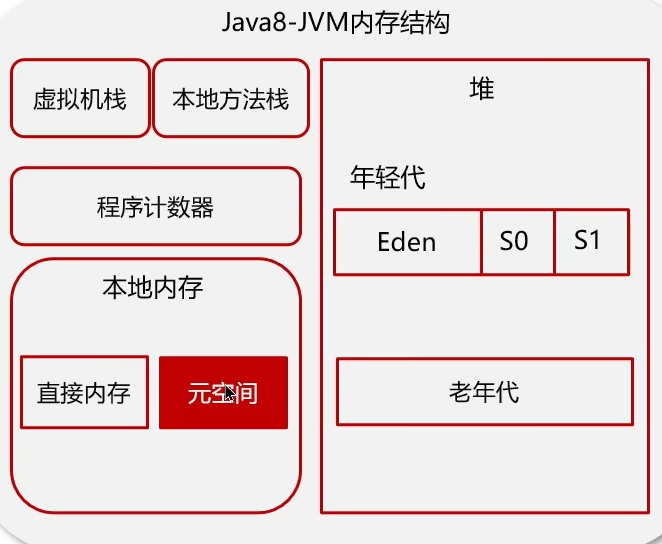 Java8-JVM内存结构
虚拟机栈
本地方法栈
程序计数器
本地内存
直接内存
元空间
堆
年轻代
Eden
S0
S1
老年代